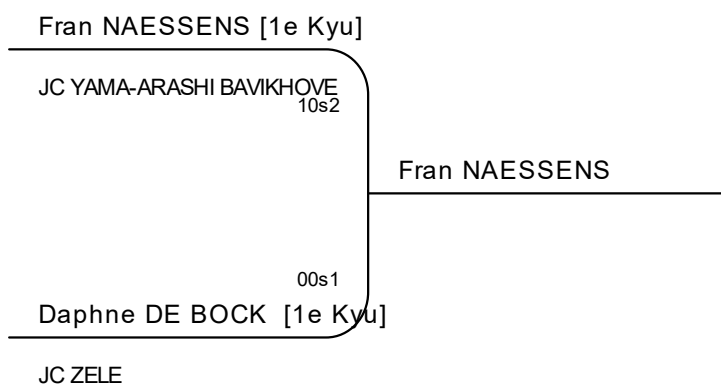 Fran NAESSENS [1e Kyu]
JC YAMA-ARASHI BAVIKHOVE
10s2
Fran NAESSENS
00s1
Daphne DE BOCK [1e Kyu]
JC ZELE